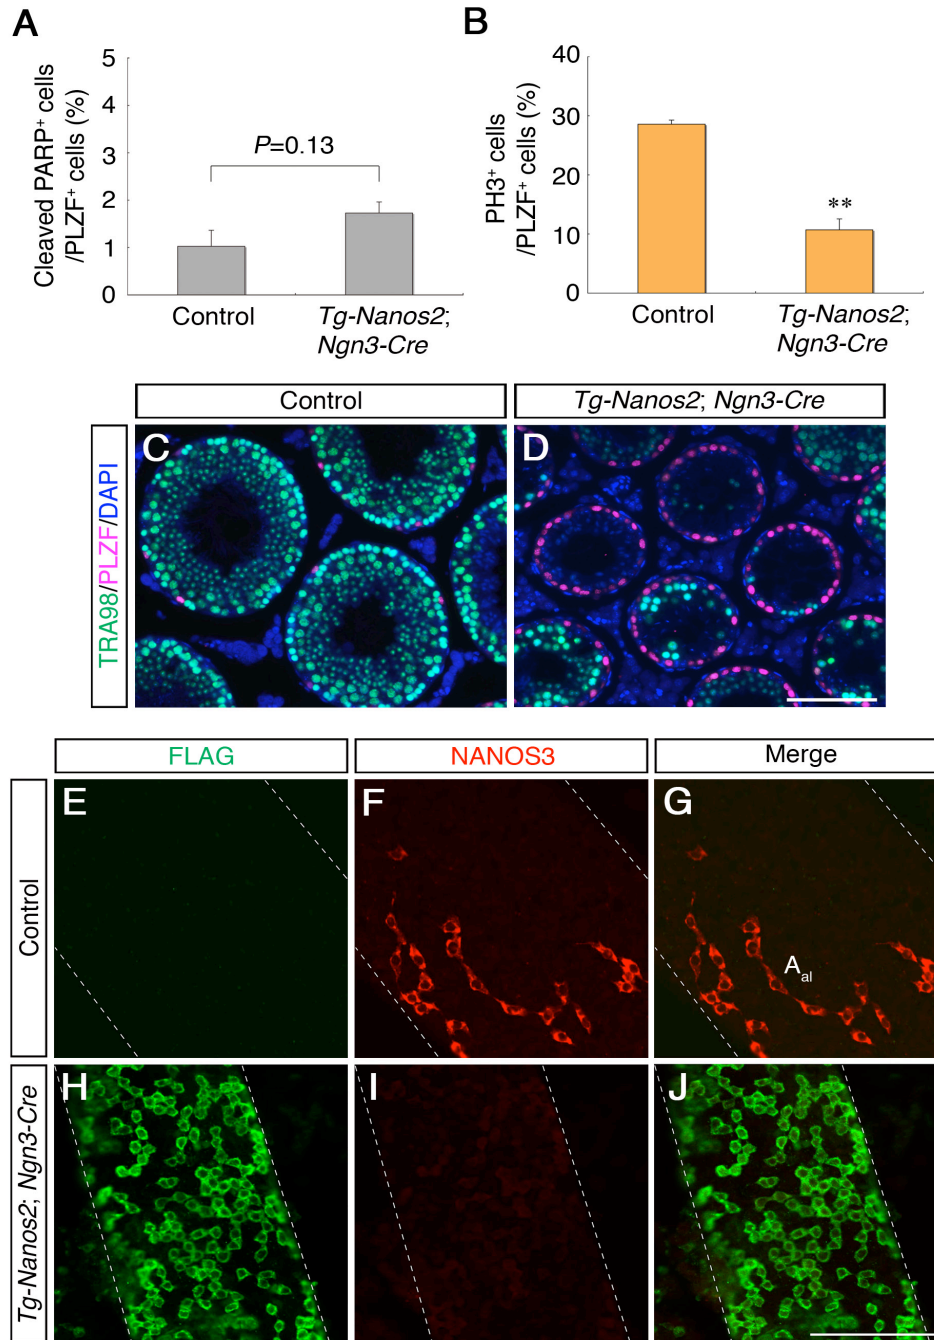 A
B
Cleaved PARP⁺ cells
/PLZF⁺ cells (%)
5
4
3
2
1
0
P=0.13
Control
Tg-Nanos2;
Ngn3-Cre
PH3⁺ cells
/PLZF⁺ cells (%)
40
30
20
10
0
**
Control
Tg-Nanos2;
Ngn3-Cre
Control
Tg-Nanos2; Ngn3-Cre
TRA98/PLZF/DAPI
C
D
FLAG
NANOS3
Merge
Control
E
F
G
Aal
Tg-Nanos2; Ngn3-Cre
H
I
J